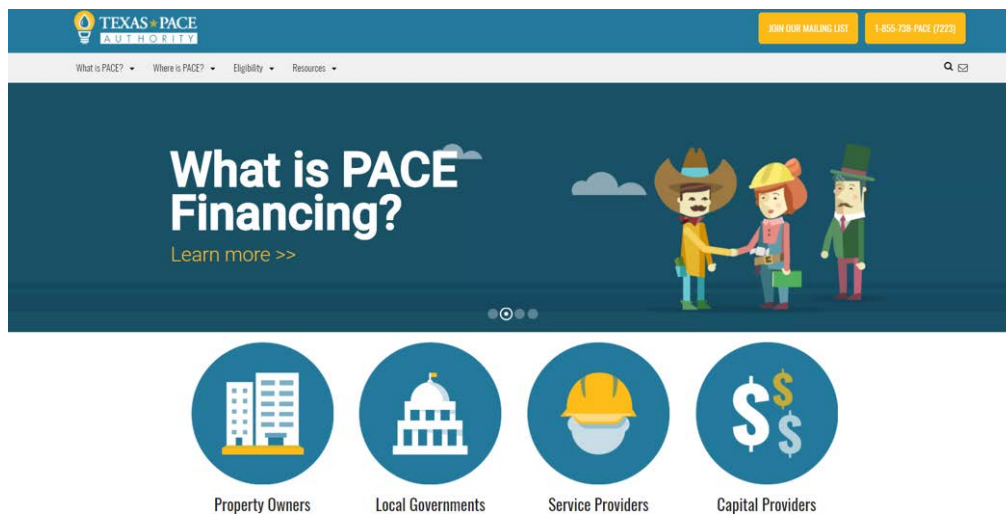 TEXAS★PACE
AUTHORITY
JOIN OUR MAILING LIST
1-855-738-PACE (7223)
What is PACE?
Where is PACE?
Eligibility
Resources
What is PACE
Financing?
Learn more >>
$ $ $
Property Owners
Local Governments
Service Providers
Capital Providers